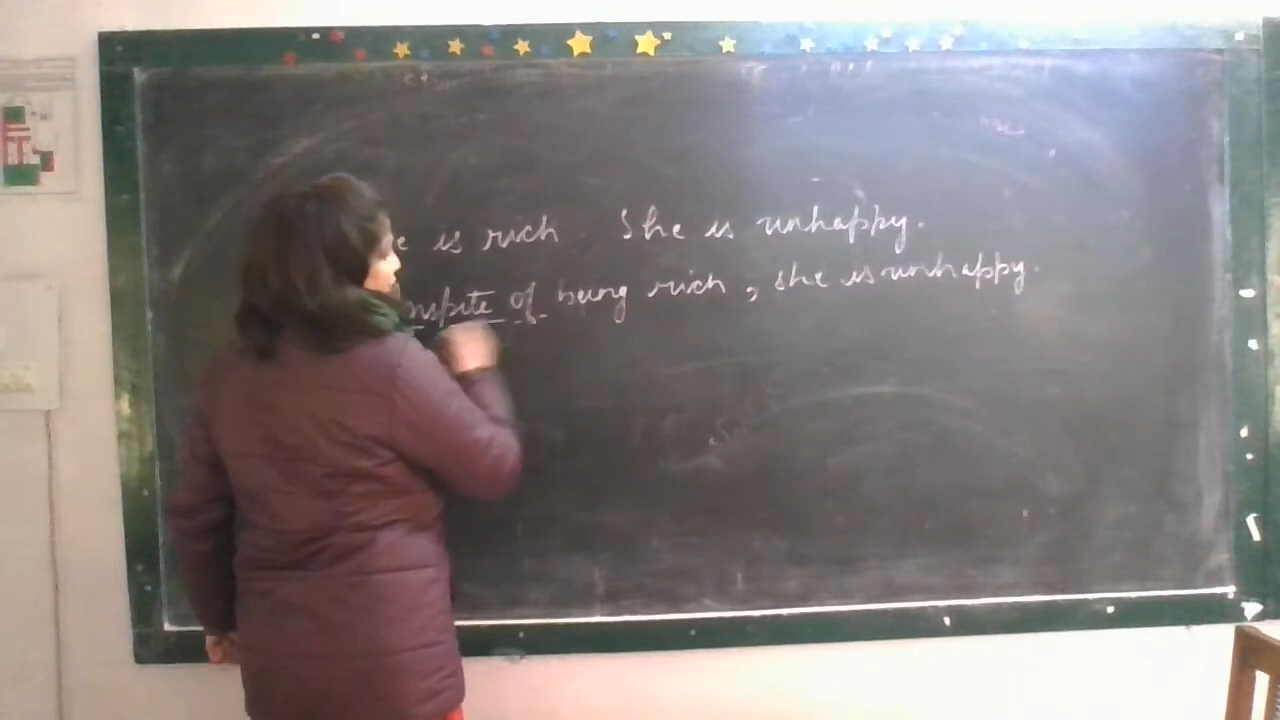 e is rich. She is unhappy.
nspite of being rich, she is unhappy.